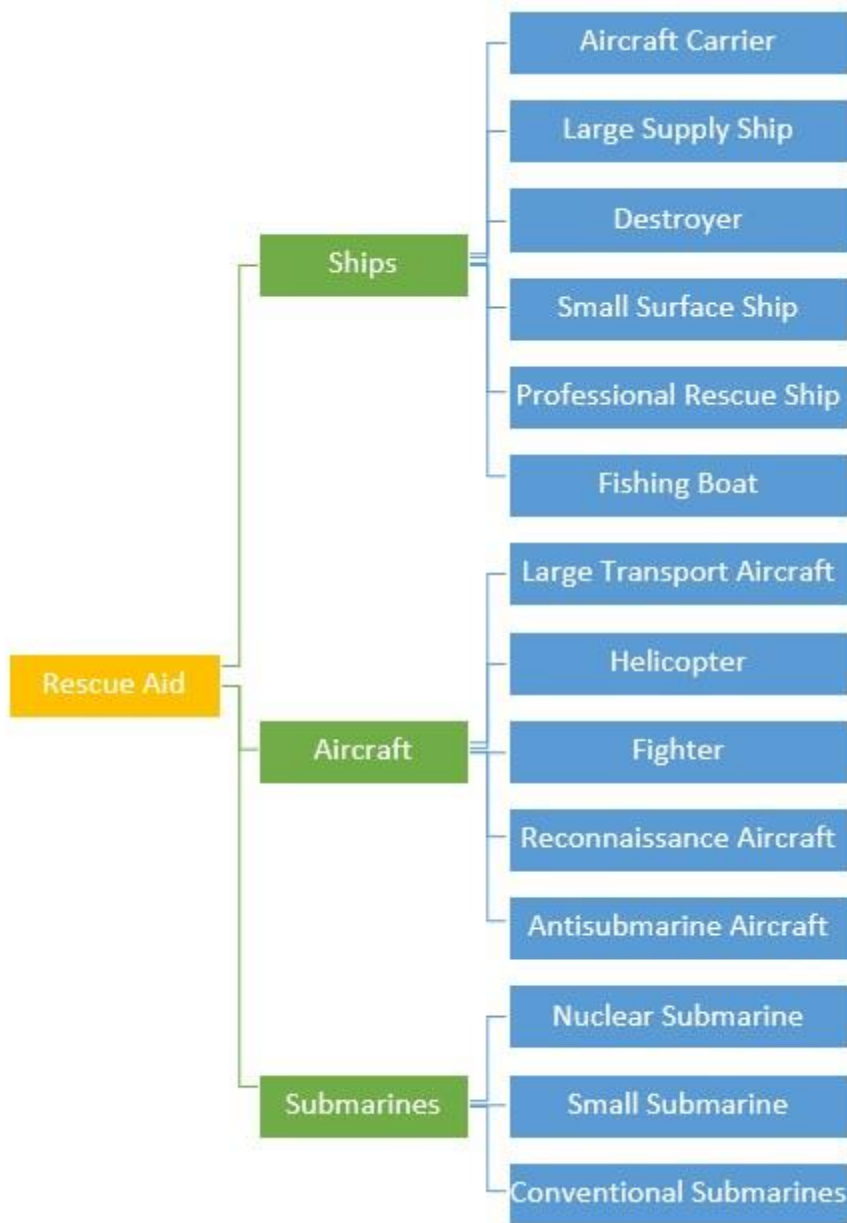 Rescue Aid
Ships
Aircraft Carrier
Large Supply Ship
Destroyer
Small Surface Ship
Professional Rescue Ship
Fishing Boat
Aircraft
Large Transport Aircraft
Helicopter
Fighter
Reconnaissance Aircraft
Antisubmarine Aircraft
Submarines
Nuclear Submarine
Small Submarine
Conventional Submarines